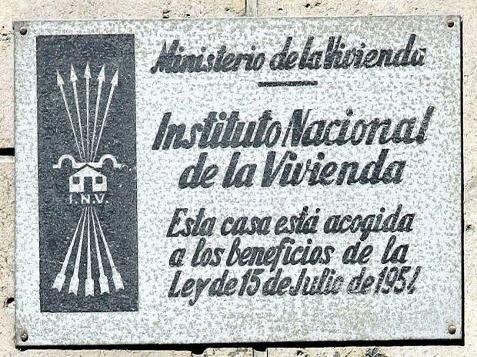 Ministerio de la Vivienda
Instituto Nacional
de la Vivienda
I.N.V.
Esta casa está acogida
a los beneficios de la
Ley de 15 de Julio de 1954